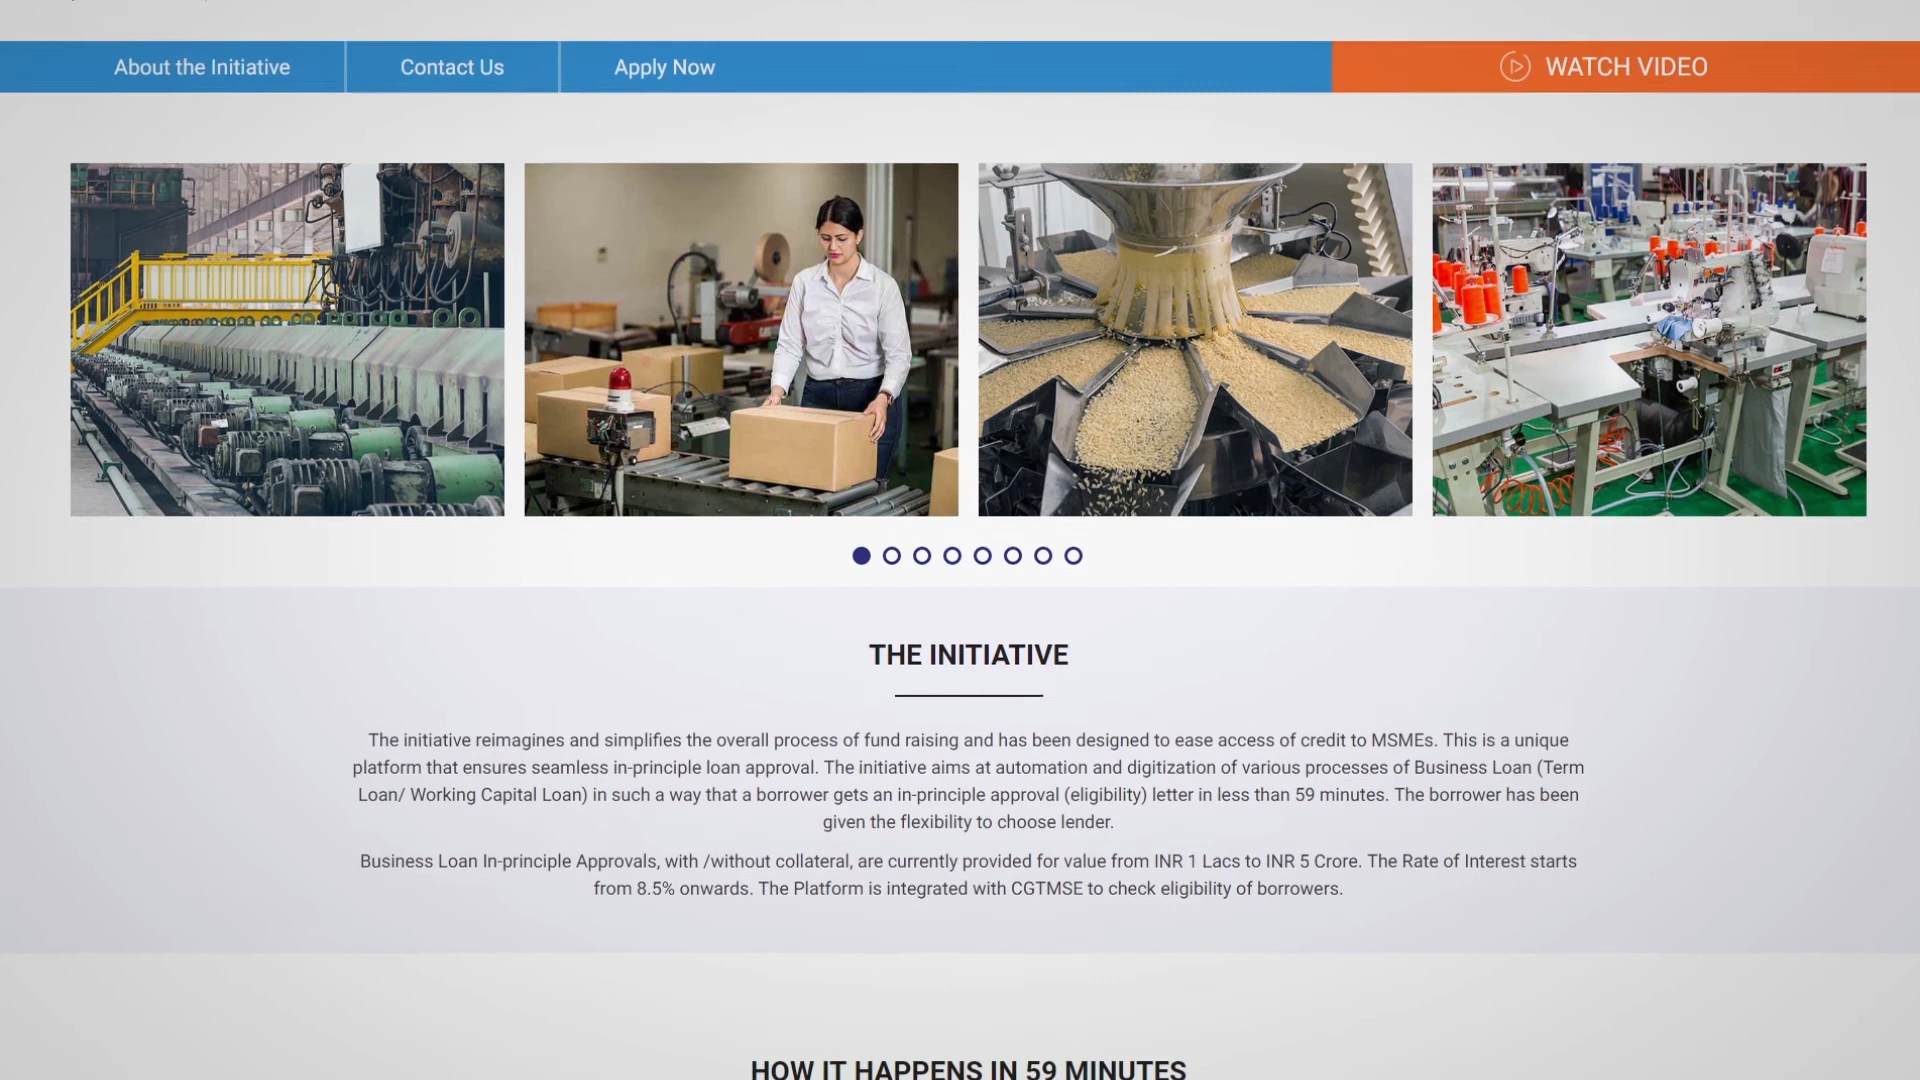 About the Initiative
Contact Us
Apply Now
WATCH VIDEO
THE INITIATIVE
The initiative reimagines and simplifies the overall process of fund raising and has been designed to ease access of credit to MSMEs. This is a unique
platform that ensures seamless in-principle loan approval. The initiative aims at automation and digitization of various processes of Business Loan (Term
Loan/ Working Capital Loan) in such a way that a borrower gets an in-principle approval (eligibility) letter in less than 59 minutes. The borrower has been
given the flexibility to choose lender.
Business Loan In-principle Approvals, with /without collateral, are currently provided for value from INR 1 Lacs to INR 5 Crore. The Rate of Interest starts
from 8.5% onwards. The Platform is integrated with CGTMSE to check eligibility of borrowers.
HOW IT HAPPENS IN 59 MINUTES